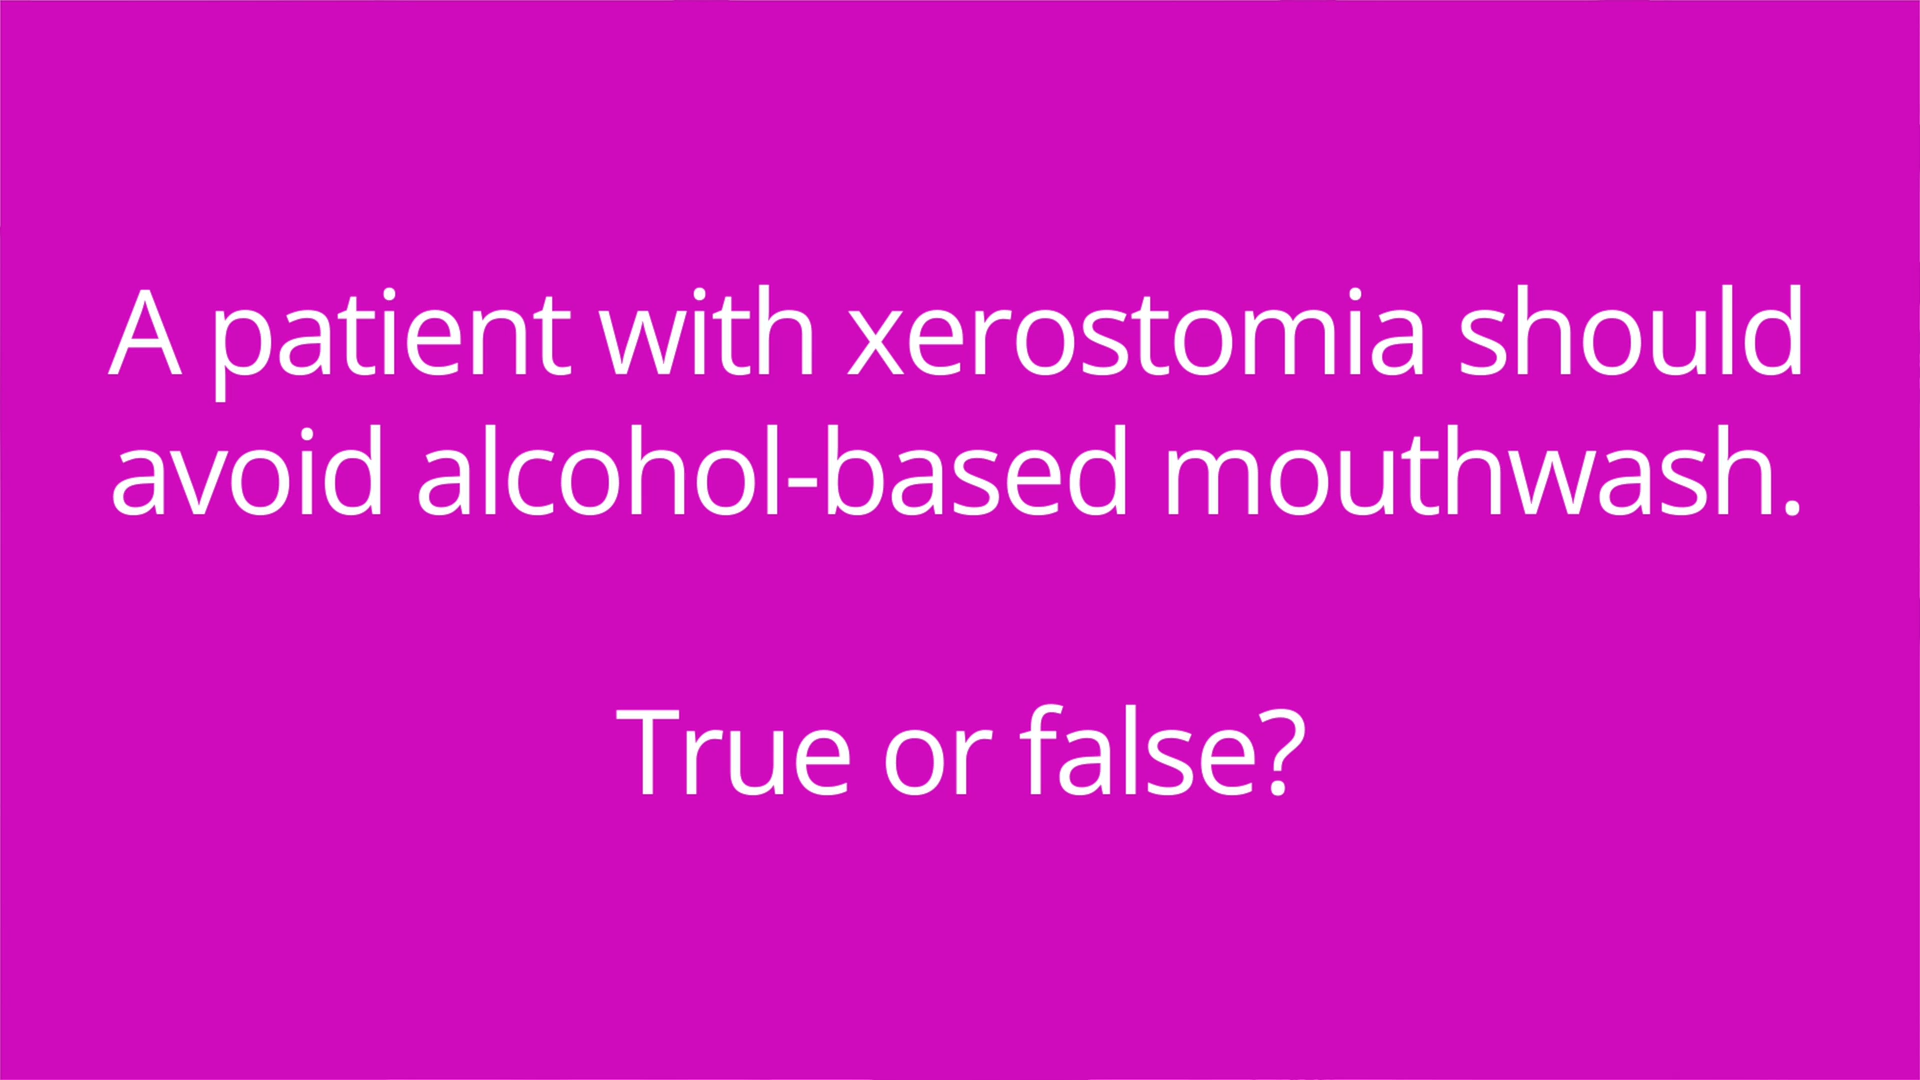 A patient with xerostomia should
avoid alcohol-based mouthwash.
True or false?